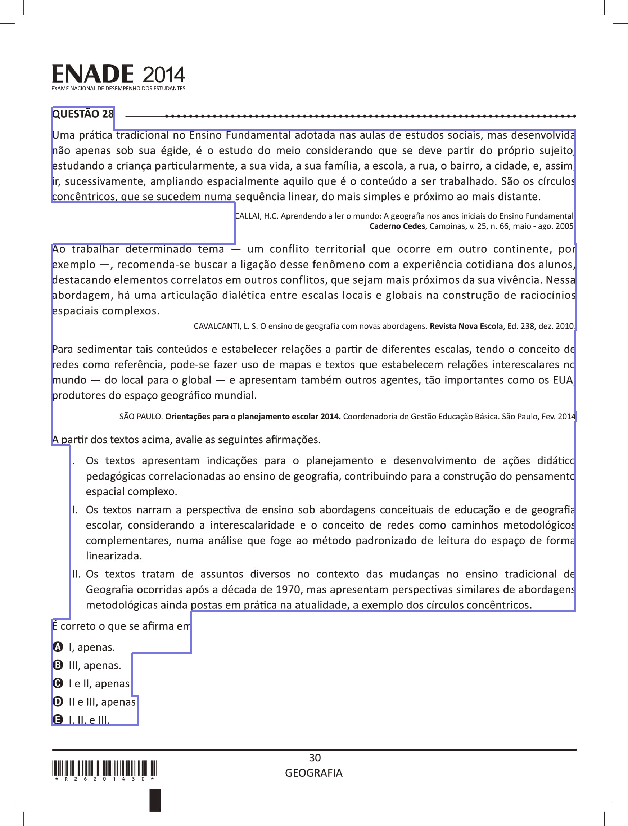 ENADE 2014
EXAME NACIONAL DE DESEMPENHO DOS ESTUDANTES
QUESTÃO 28
Uma prática tradicional no Ensino Fundamental adotada nas aulas de estudos sociais, mas desenvolvida
não apenas sob sua égide, é o estudo do meio considerando que se deve partir do próprio sujeito,
estudando a criança particularmente, a sua vida, a sua família, a escola, a rua, o bairro, a cidade, e, assim,
ir, sucessivamente, ampliando espacialmente aquilo que é o conteúdo a ser trabalhado. São os círculos
concêntricos, que se sucedem numa sequência linear, do mais simples e próximo ao mais distante.
CALLAI, H.C. Aprendendo a ler o mundo: A geografia nos anos iniciais do Ensino Fundamental.
Caderno Cedes, Campinas, v. 25, n. 66, maio - ago. 2005.
Ao trabalhar determinado tema — um conflito territorial que ocorre em outro continente, por
exemplo —, recomenda-se buscar a ligação desse fenômeno com a experiência cotidiana dos alunos,
destacando elementos correlatos em outros conflitos, que sejam mais próximos da sua vivência. Nessa
abordagem, há uma articulação dialética entre escalas locais e globais na construção de raciocínios
espaciais complexos.
CAVALCANTI, L. S. O ensino de geografia com novas abordagens. Revista Nova Escola, Ed. 238, dez. 2010.
Para sedimentar tais conteúdos e estabelecer relações a partir de diferentes escalas, tendo o conceito de
redes como referência, pode-se fazer uso de mapas e textos que estabelecem relações interescalares no
mundo — do local para o global — e apresentam também outros agentes, tão importantes como os EUA,
produtores do espaço geográfico mundial.
SÃO PAULO. Orientações para o planejamento escolar 2014. Coordenadoria de Gestão Educação Básica. São Paulo, Fev. 2014.
A partir dos textos acima, avalie as seguintes afirmações.
I. Os textos apresentam indicações para o planejamento e desenvolvimento de ações didático
pedagógicas correlacionadas ao ensino de geografia, contribuindo para a construção do pensamento
espacial complexo.
II. Os textos narram a perspectiva de ensino sob abordagens conceituais de educação e de geografia
escolar, considerando a interescalaridade e o conceito de redes como caminhos metodológicos
complementares, numa análise que foge ao método padronizado de leitura do espaço de forma
linearizada.
III. Os textos tratam de assuntos diversos no contexto das mudanças no ensino tradicional de
Geografia ocorridas após a década de 1970, mas apresentam perspectivas similares de abordagens
metodológicas ainda postas em prática na atualidade, a exemplo dos círculos concêntricos.
É correto o que se afirma em
A I, apenas.
B III, apenas.
C I e II, apenas.
D II e III, apenas.
E I, II, e III.
30
GEOGRAFIA
*R26201430*